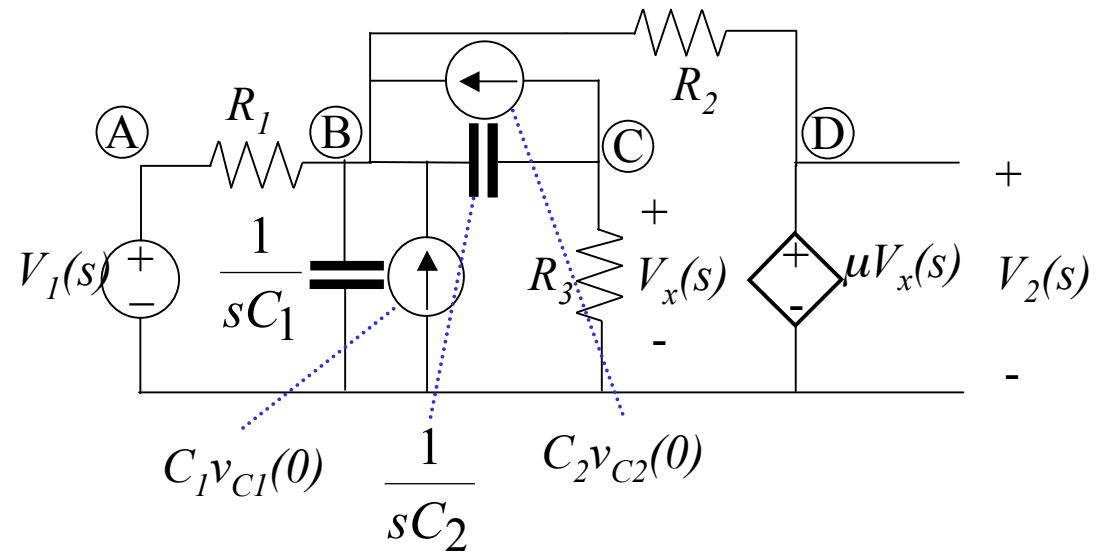 R2
A
R1
B
C
D
+
+
V1(s)
+
–
1
sC1
R3
Vx(s)
+
-
μVx(s)
V2(s)
-
-
C1vC1(0)
1
sC2
C2vC2(0)